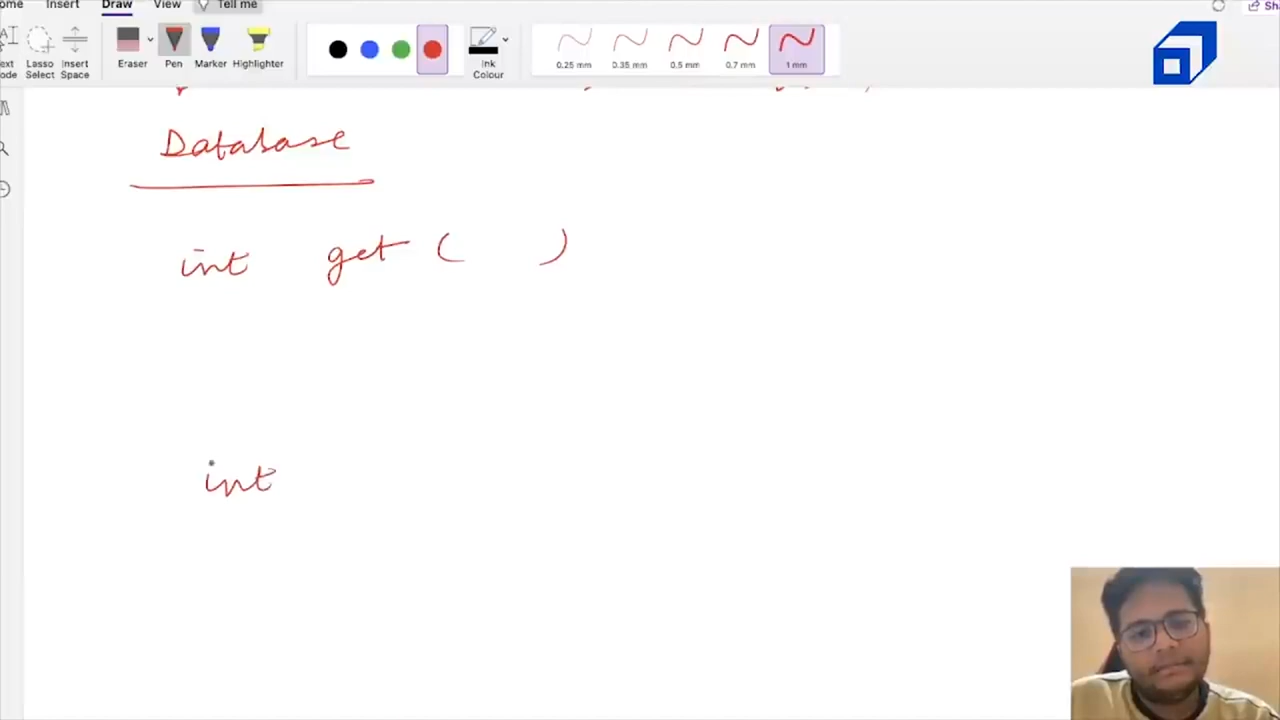 Insert Draw View Tell me
Eraser Pen Marker Highlighter
Lasso Select
Insert Space
Ink Colour
0.25 mm 0.35 mm 0.5 mm 0.7 mm 1 mm
Database
int get ( )
int